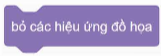 bỏ các hiệu ứng đồ họa